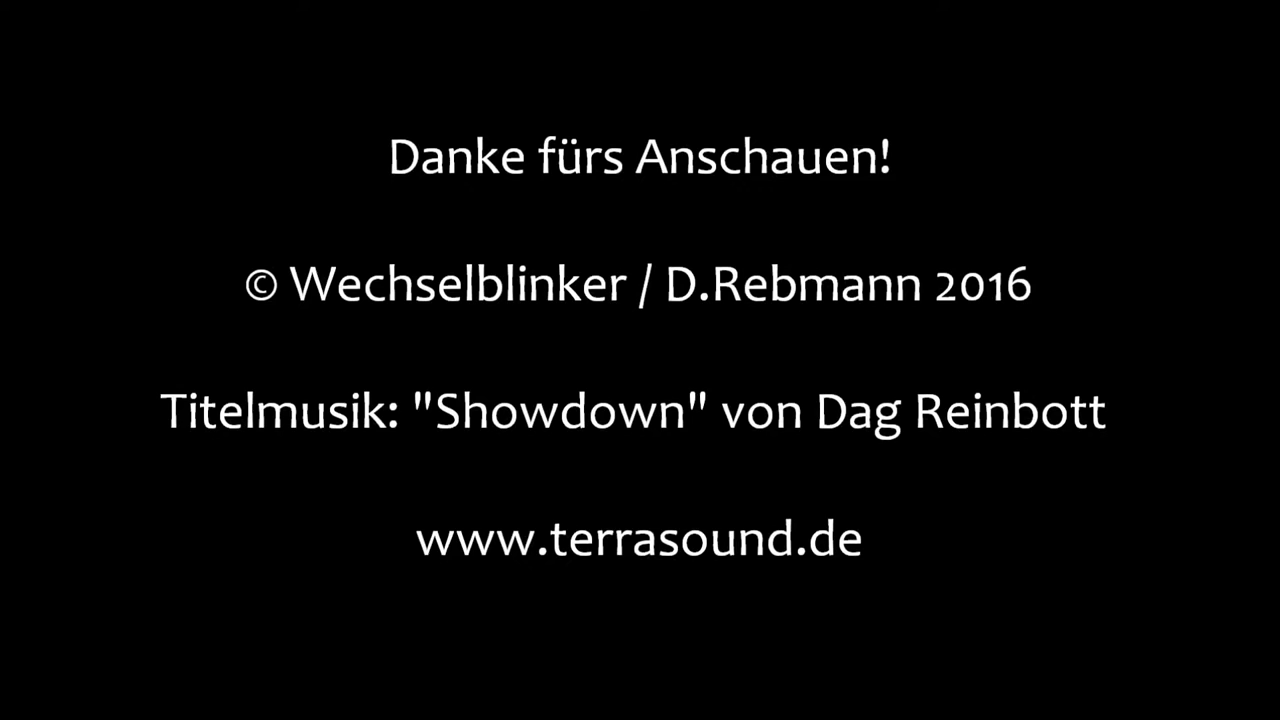 Danke fürs Anschauen!
© Wechselblinker / D.Rebmann 2016
Titelmusik: "Showdown" von Dag Reinbott
www.terrasound.de